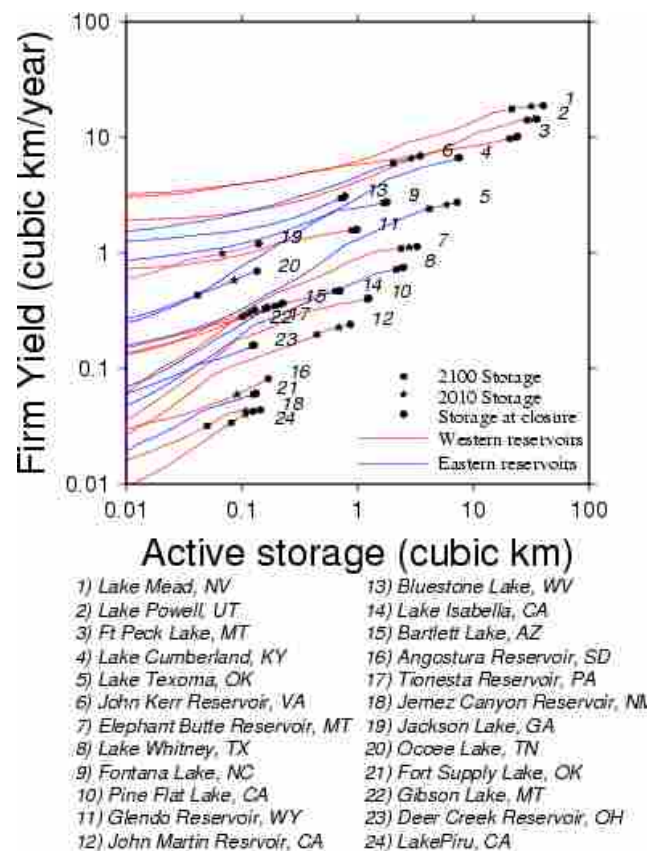 Firm Yield (cubic km/year)
100
10
1
0.1
0.01
1
2
3
6
4
13
9
5
19
11
7
20
8
15
14
10
22
17
12
23
16
21
18
24
2100 Storage
2010 Storage
Storage at closure
Western reservoirs
Eastern reservoirs
0.01 0.1 1 10 100
Active storage (cubic km)
1) Lake Mead, NV
2) Lake Powell, UT
3) Ft Peck Lake, MT
4) Lake Cumberland, KY
5) Lake Texoma, OK
6) John Kerr Reservoir, VA
7) Elephant Butte Reservoir, MT
8) Lake Whitney, TX
9) Fontana Lake, NC
10) Pine Flat Lake, CA
11) Glendo Reservoir, WY
12) John Martin Resrvoir, CA
13) Bluestone Lake, WV
14) Lake Isabella, CA
15) Bartlett Lake, AZ
16) Angostura Reservoir, SD
17) Tionesta Reservoir, PA
18) Jemez Canyon Reservoir, NM
19) Jackson Lake, GA
20) Ocoee Lake, TN
21) Fort Supply Lake, OK
22) Gibson Lake, MT
23) Deer Creek Reservoir, OH
24) LakePiru, CA